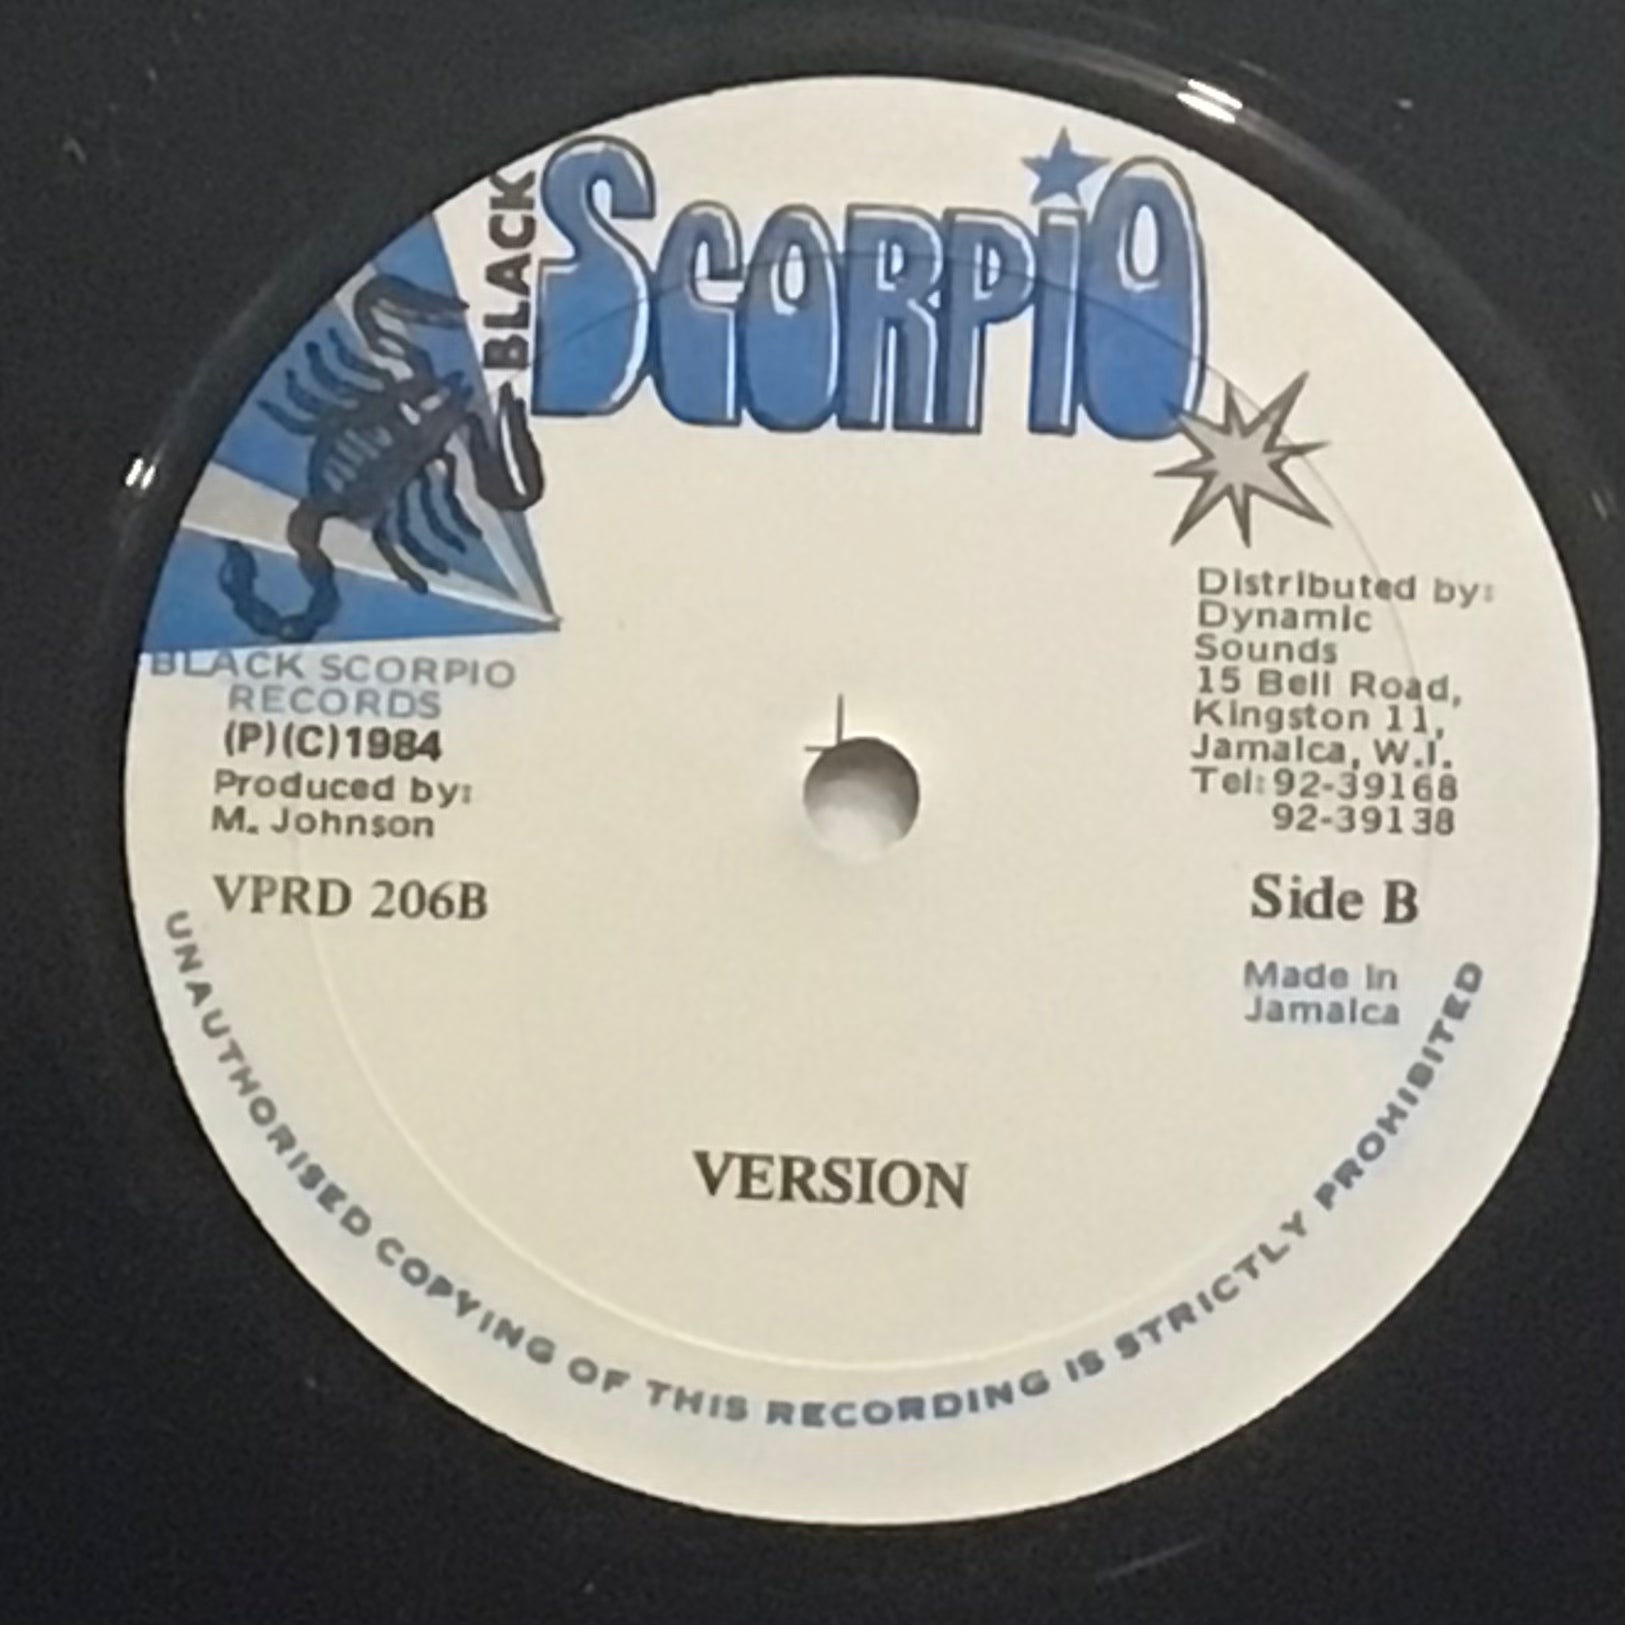 BLACK
SCORPiO
BLACK SCORPIO
RECORDS
(P)(C)1984
Produced by:
M. Johnson
VPRD 206B
Distributed by:
Dynamic
Sounds
15 Bell Road,
Kingston 11,
Jamaica, W.I.
Tel: 92-39168
92-39138
Side B
Made in
Jamaica
VERSION
UNAUTHORISED COPYING OF THIS RECORDING IS STRICTLY PROHIBITED